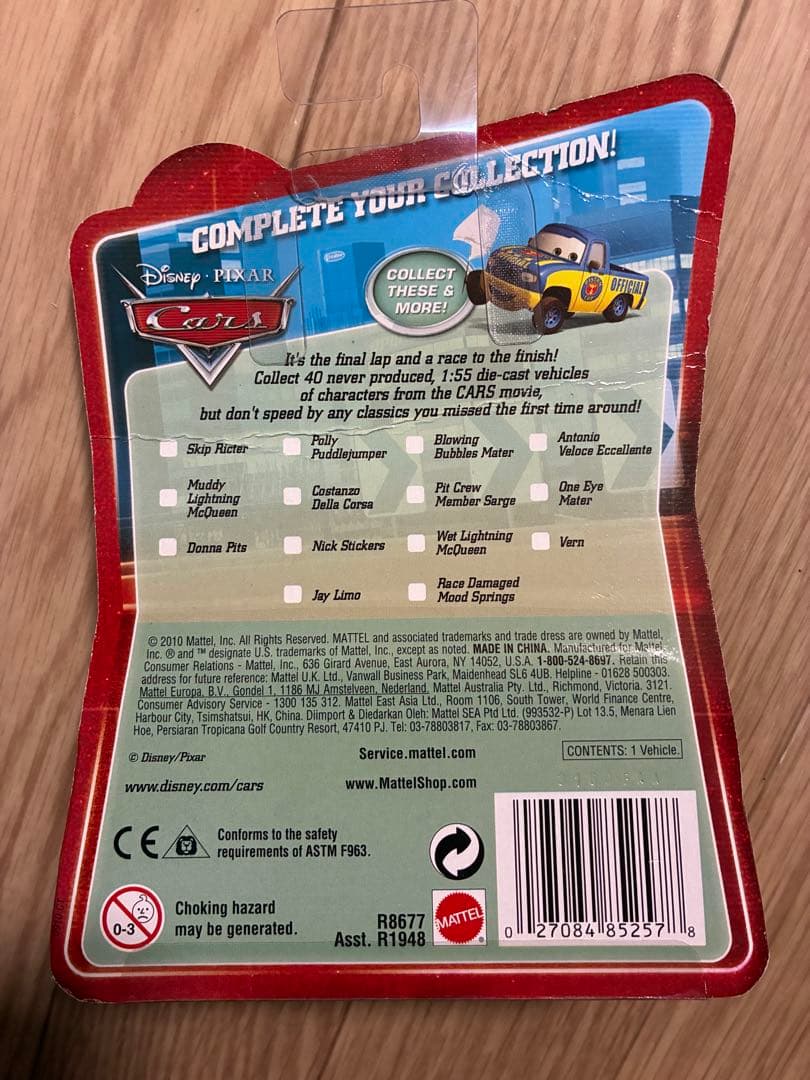 COMPLETE YOUR COLLECTION!
DISNEY · PIXAR
Cars
COLLECT
THESE &
MORE!
OFFICIAL
It's the final lap and a race to the finish!
Collect 40 never produced, 1:55 die-cast vehicles
of characters from the CARS movie,
but don't speed by any classics you missed the first time around!
Skip Ricter
Polly
Puddlejumper
Blowing
Bubbles Mater
Antonio
Veloce Eccellente
Muddy
Lightning
McQueen
Costanzo
Della Corsa
Pit Crew
Member Sarge
One Eye
Mater
Donna Pits
Nick Stickers
Wet Lightning
McQueen
Vern
Jay Limo
Race Damaged
Mood Springs
© 2010 Mattel, Inc. All Rights Reserved. MATTEL and associated trademarks and trade dress are owned by Mattel,
Inc. ® and ™ designate U.S. trademarks of Mattel, Inc., except as noted. MADE IN CHINA. Manufactured for Mattel.
Consumer Relations - Mattel, Inc., 636 Girard Avenue, East Aurora, NY 14052, U.S.A. 1-800-524-8697. Retain this
address for future reference: Mattel U.K. Ltd., Vanwall Business Park, Maidenhead SL6 4UB. Helpline - 01628 500303.
Mattel Europa, B.V., Gondel 1, 1186 MJ Amstelveen, Nederland. Mattel Australia Pty. Ltd., Richmond, Victoria. 3121.
Consumer Advisory Service - 1300 135 312. Mattel East Asia Ltd., Room 1106, South Tower, World Finance Centre,
Harbour City, Tsimshatsui, HK, China. Diimport & Diedarkan Oleh: Mattel SEA Ptd Ltd. (993532-P) Lot 13.5, Menara Lien
Hoe, Persiaran Tropicana Golf Country Resort, 47410 PJ. Tel: 03-78803817, Fax: 03-78803867.
© Disney/Pixar
Service.mattel.com
CONTENTS: 1 Vehicle.
www.disney.com/cars
www.MattelShop.com
CE
Conforms to the safety
requirements of ASTM F963.
0-3
Choking hazard
may be generated.
R8677
Asst. R1948
MATTEL
0 27084 85257 8